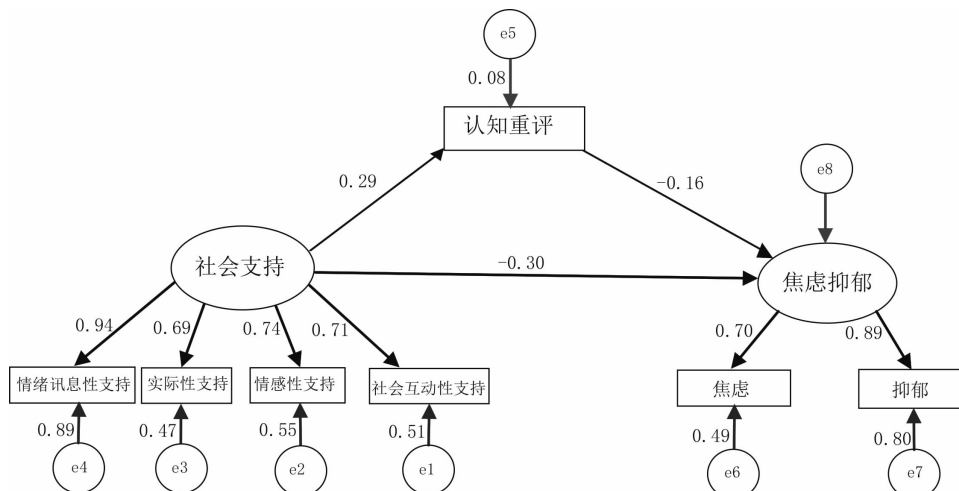 e5
0.08
认知重评
0.29
-0.16
e8
社会支持
-0.30
焦虑抑郁
0.94
0.69
0.74
0.71
0.70
0.89
情绪讯息性支持
实际性支持
情感性支持
社会互动性支持
焦虑
抑郁
0.89
0.47
0.55
0.51
0.49
0.80
e4
e3
e2
e1
e6
e7